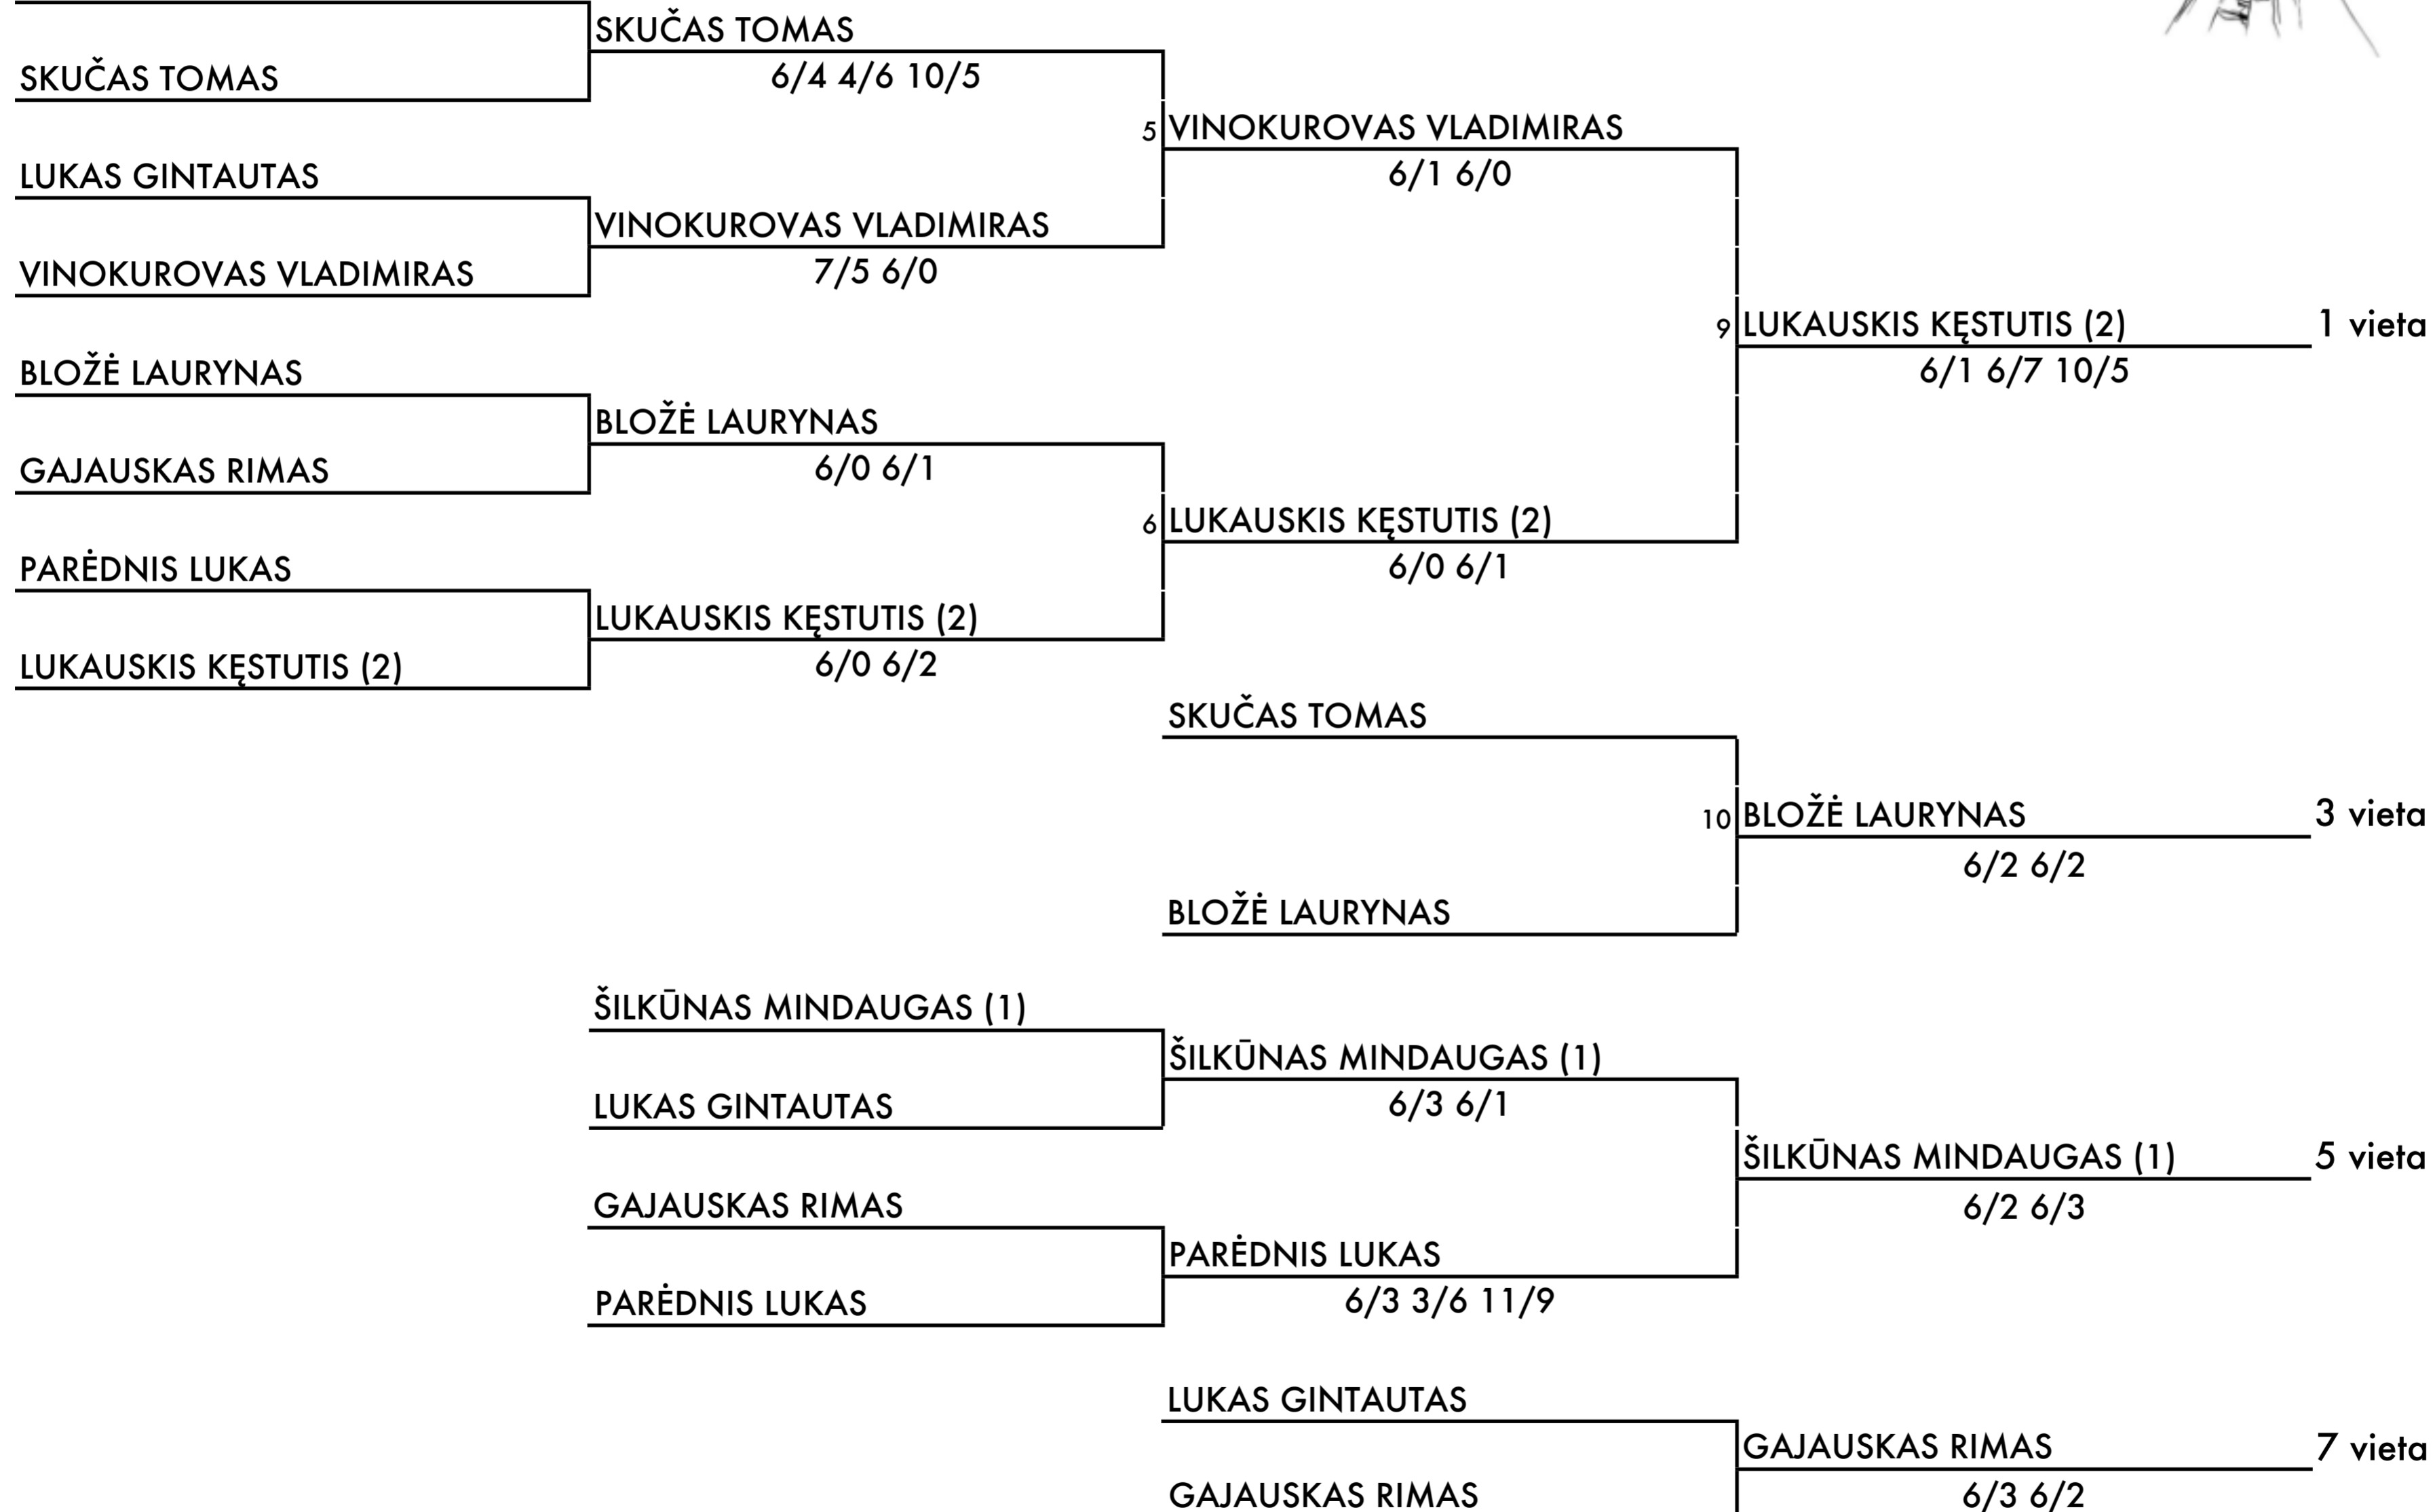 SKUČAS TOMAS
SKUČAS TOMAS
6/4 4/6 10/5
5 VINOKUROVAS VLADIMIRAS
LUKAS GINTAUTAS
6/1 6/0
VINOKUROVAS VLADIMIRAS
VINOKUROVAS VLADIMIRAS
7/5 6/0
9 LUKAUSKIS KĘSTUTIS (2) 1 vieta
BLOŽĖ LAURYNAS
6/1 6/7 10/5
BLOŽĖ LAURYNAS
GAJAUSKAS RIMAS
6/0 6/1
6 LUKAUSKIS KĘSTUTIS (2)
PARĖDNIS LUKAS
6/0 6/1
LUKAUSKIS KĘSTUTIS (2)
LUKAUSKIS KĘSTUTIS (2)
6/0 6/2
SKUČAS TOMAS
10 BLOŽĖ LAURYNAS 3 vieta
6/2 6/2
BLOŽĖ LAURYNAS
ŠILKŪNAS MINDAUGAS (1)
ŠILKŪNAS MINDAUGAS (1)
LUKAS GINTAUTAS
6/3 6/1
ŠILKŪNAS MINDAUGAS (1) 5 vieta
GAJAUSKAS RIMAS
6/2 6/3
PARĖDNIS LUKAS
PARĖDNIS LUKAS
6/3 3/6 11/9
LUKAS GINTAUTAS
GAJAUSKAS RIMAS 7 vieta
GAJAUSKAS RIMAS
6/3 6/2